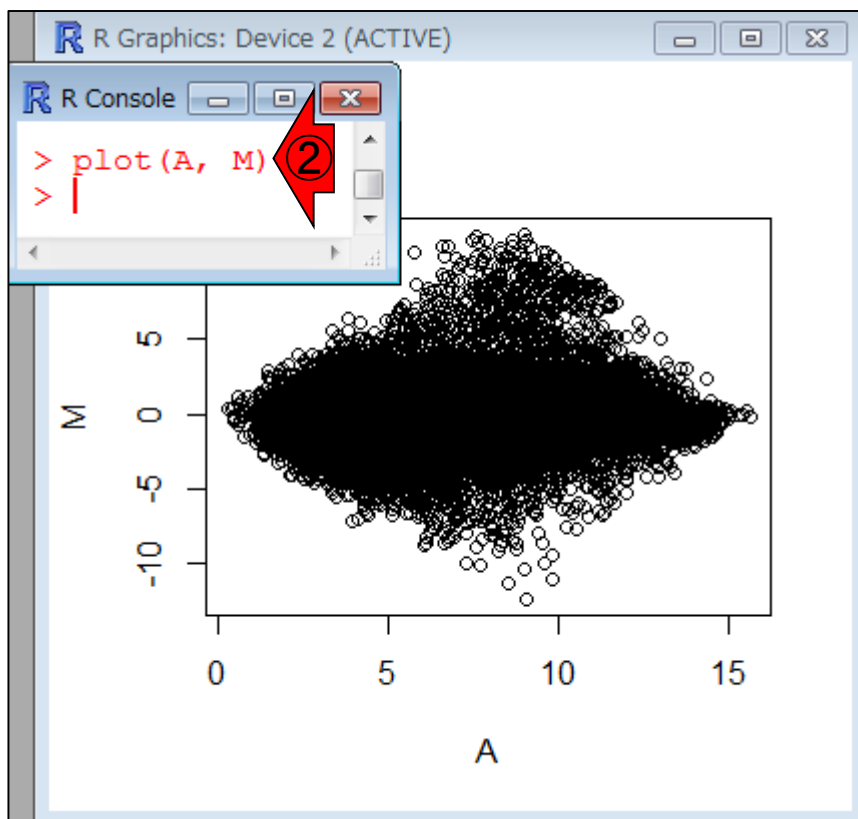 R Graphics: Device 2 (ACTIVE)
R Console
> plot(A, M)
>
②
5
0
-5
-10
M
0 5 10 15
A